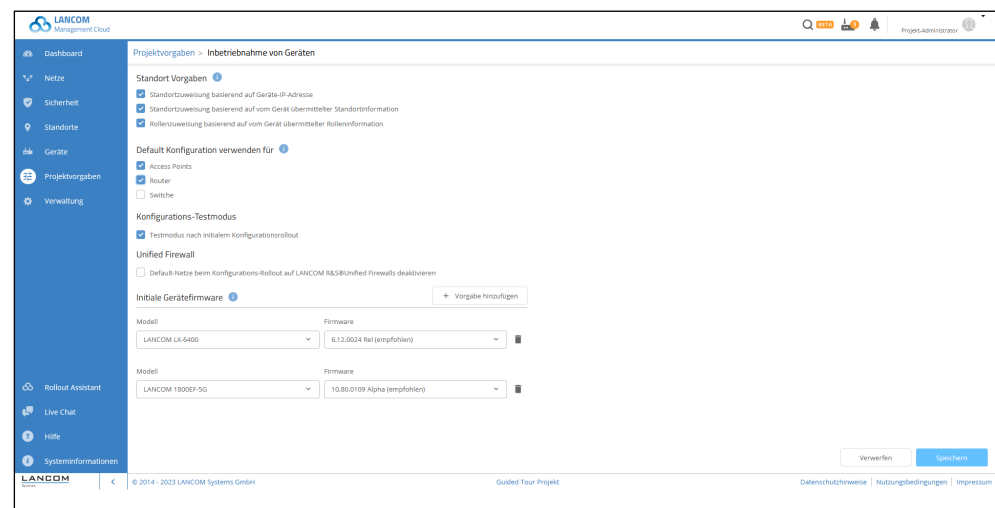 LANCOM
Management Cloud
BETA
Projekt-Administrator
Dashboard
Netze
Sicherheit
Standorte
Geräte
Projektvorgaben
Verwaltung
Rollout Assistant
Live Chat
Hilfe
Systeminformationen
LANCOM
Systems
Projektvorgaben > Inbetriebnahme von Geräten
Standort Vorgaben
Standortzuweisung basierend auf Geräte-IP-Adresse
Standortzuweisung basierend auf vom Gerät übermittelter Standortinformation
Rollenzuweisung basierend auf vom Gerät übermittelter Rolleninformation
Default Konfiguration verwenden für
Access Points
Router
Switche
Konfigurations-Testmodus
Testmodus nach initialem Konfigurationsrollout
Unified Firewall
Default-Netze beim Konfigurations-Rollout auf LANCOM R&S®Unified Firewalls deaktivieren
Initiale Gerätefirmware
+ Vorgabe hinzufügen
Modell Firmware
LANCOM LX-6400 6.12.0024 Rel (empfohlen)
Modell Firmware
LANCOM 1800EF-5G 10.80.0109 Alpha (empfohlen)
Verwerfen Speichern
© 2014 - 2023 LANCOM Systems GmbH Guided Tour Projekt Datenschutzhinweise | Nutzungsbedingungen | Impressum